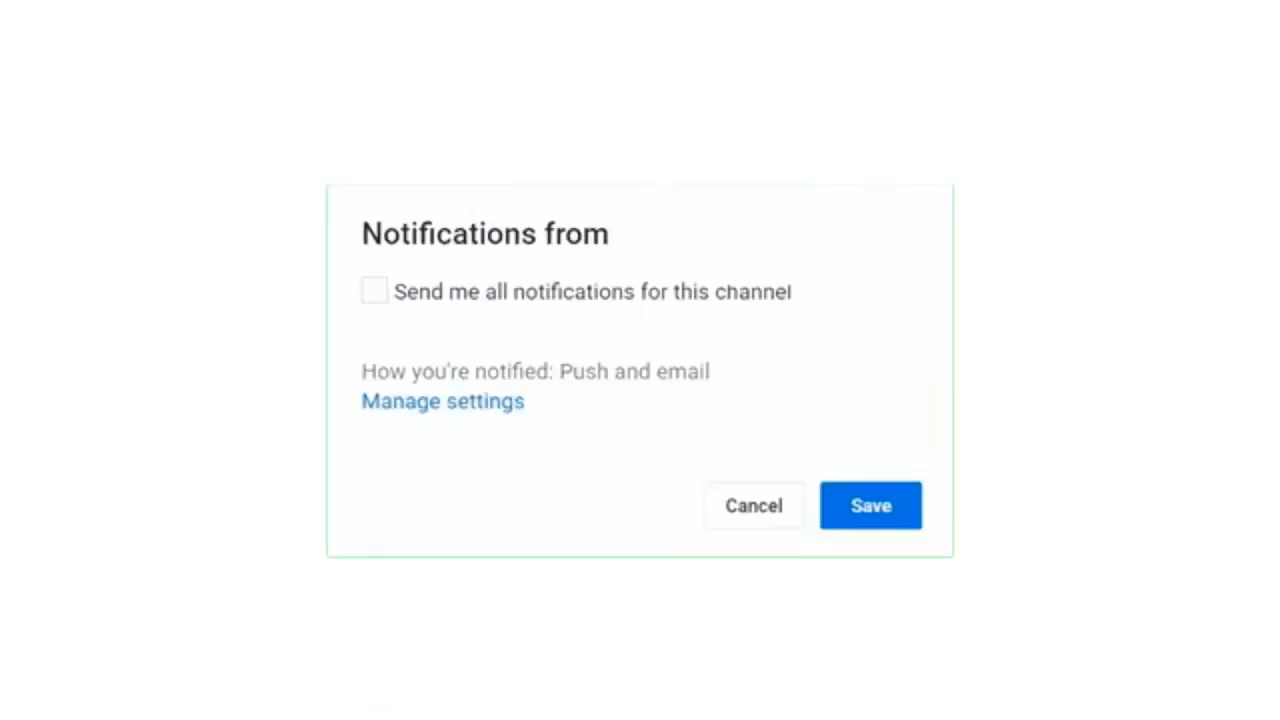 Notifications from
Send me all notifications for this channel
How you're notified: Push and email
Manage settings
Cancel
Save